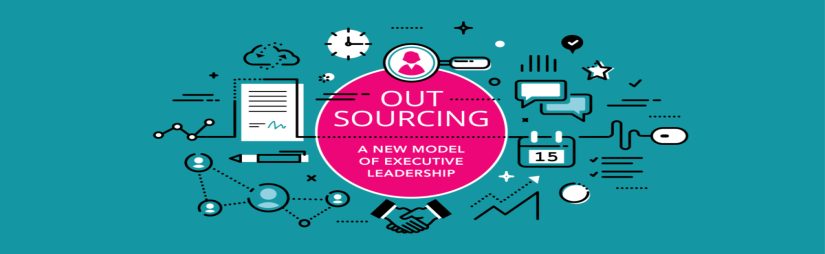 OUT
SOURCING
A NEW MODEL
OF EXECUTIVE
LEADERSHIP
15